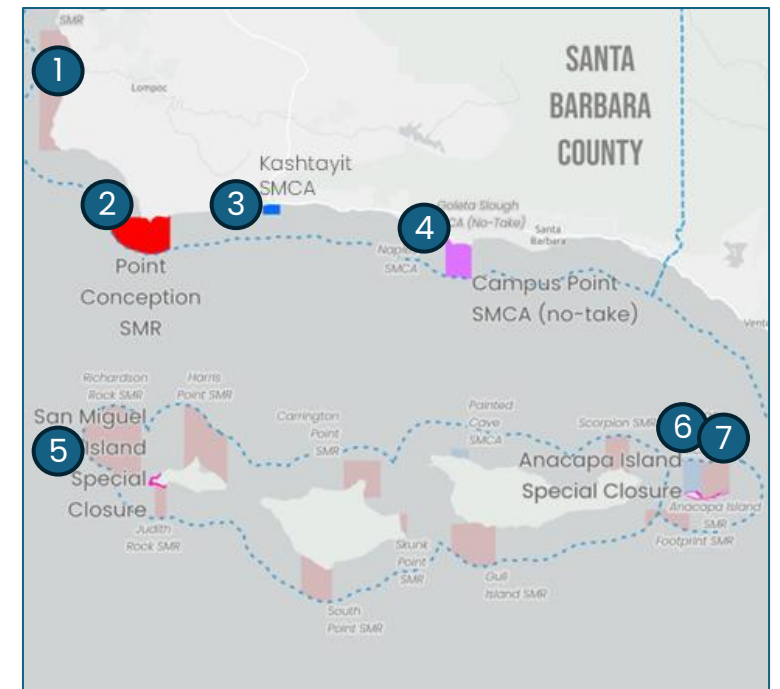 SMR
1
Lompoc
SANTA
BARBARA
COUNTY
Kashtayit
SMCA
2
3
4
Goleta Slough
CA (No-Take)
Santa
Barbara
SMCA
Point
Conception
SMR
Campus Point
SMCA (no-take)
Richardson
Rock SMR
Harris
Point SMR
San Miguel
Island
Special
Closure
5
Carrington
Point
SMR
Painted
Cave
SMCA
Scorpion SMR
6
7
Anacapa Island
Special Closure
Anacapa Island
SMR
Footprint SMR
Judith
Rock SMR
Skunk
Point
SMR
Gull
Island SMR
South
Point SMR